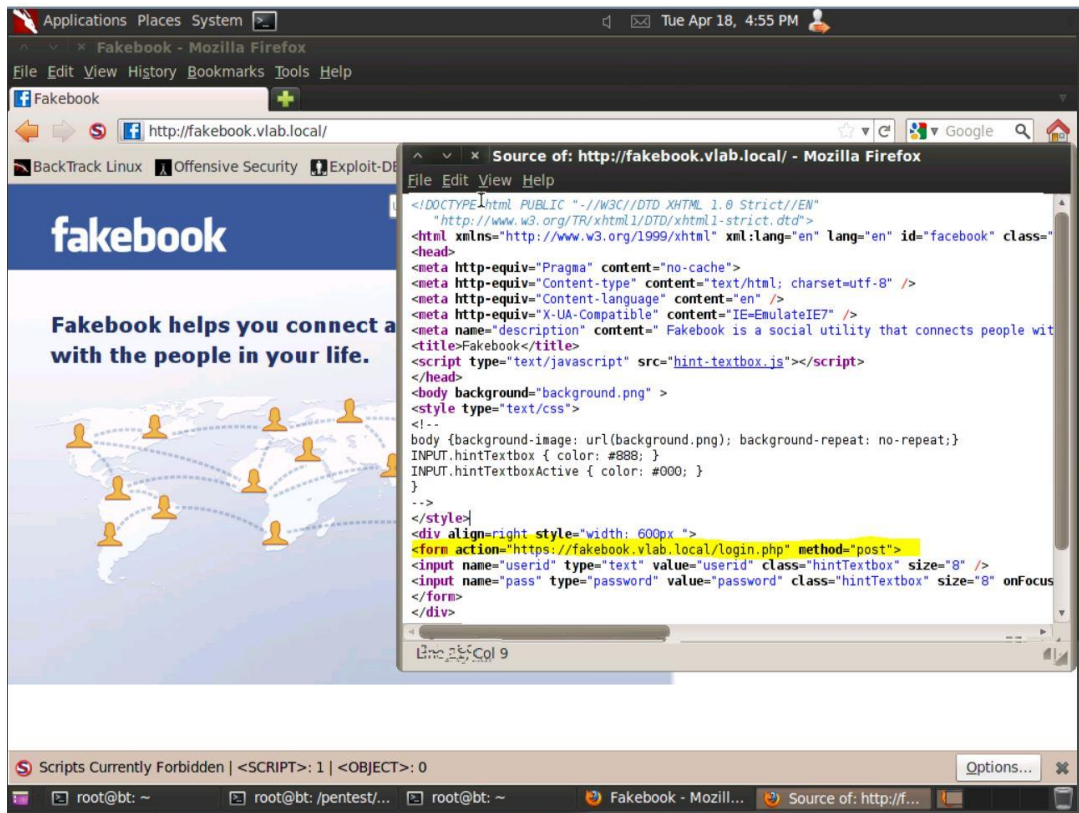 Applications Places System
Tue Apr 18, 4:55 PM
Fakebook - Mozilla Firefox
File Edit View History Bookmarks Tools Help
Fakebook
http://fakebook.vlab.local/
Google
BackTrack Linux Offensive Security Exploit-DB
fakebook
Fakebook helps you connect a
with the people in your life.
Source of: http://fakebook.vlab.local/ - Mozilla Firefox
File Edit View Help
<!DOCTYPE html PUBLIC "-//W3C//DTD XHTML 1.0 Strict//EN"
"http://www.w3.org/TR/xhtml1/DTD/xhtml1-strict.dtd">
<html xmlns="http://www.w3.org/1999/xhtml" xml:lang="en" lang="en" id="facebook" class="
<head>
<meta http-equiv="Pragma" content="no-cache">
<meta http-equiv="Content-type" content="text/html; charset=utf-8" />
<meta http-equiv="Content-language" content="en" />
<meta http-equiv="X-UA-Compatible" content="IE=EmulateIE7" />
<meta name="description" content=" Fakebook is a social utility that connects people wit
<title>Fakebook</title>
<script type="text/javascript" src="hint-textbox.js"></script>
</head>
<body background="background.png" >
<style type="text/css">
<!--
body {background-image: url(background.png); background-repeat: no-repeat;}
INPUT.hintTextbox { color: #888; }
INPUT.hintTextboxActive { color: #000; }
}
-->
</style>
<div align=right style="width: 600px ">
<form action="https://fakebook.vlab.local/login.php" method="post">
<input name="userid" type="text" value="userid" class="hintTextbox" size="8" />
<input name="pass" type="password" value="password" class="hintTextbox" size="8" onFocus
</form>
</div>
Col 9
Scripts Currently Forbidden | <SCRIPT>: 1 | <OBJECT>: 0
Options...
root@bt: ~
root@bt: /pentest/...
root@bt: ~
Fakebook - Mozill...
Source of: http://f...